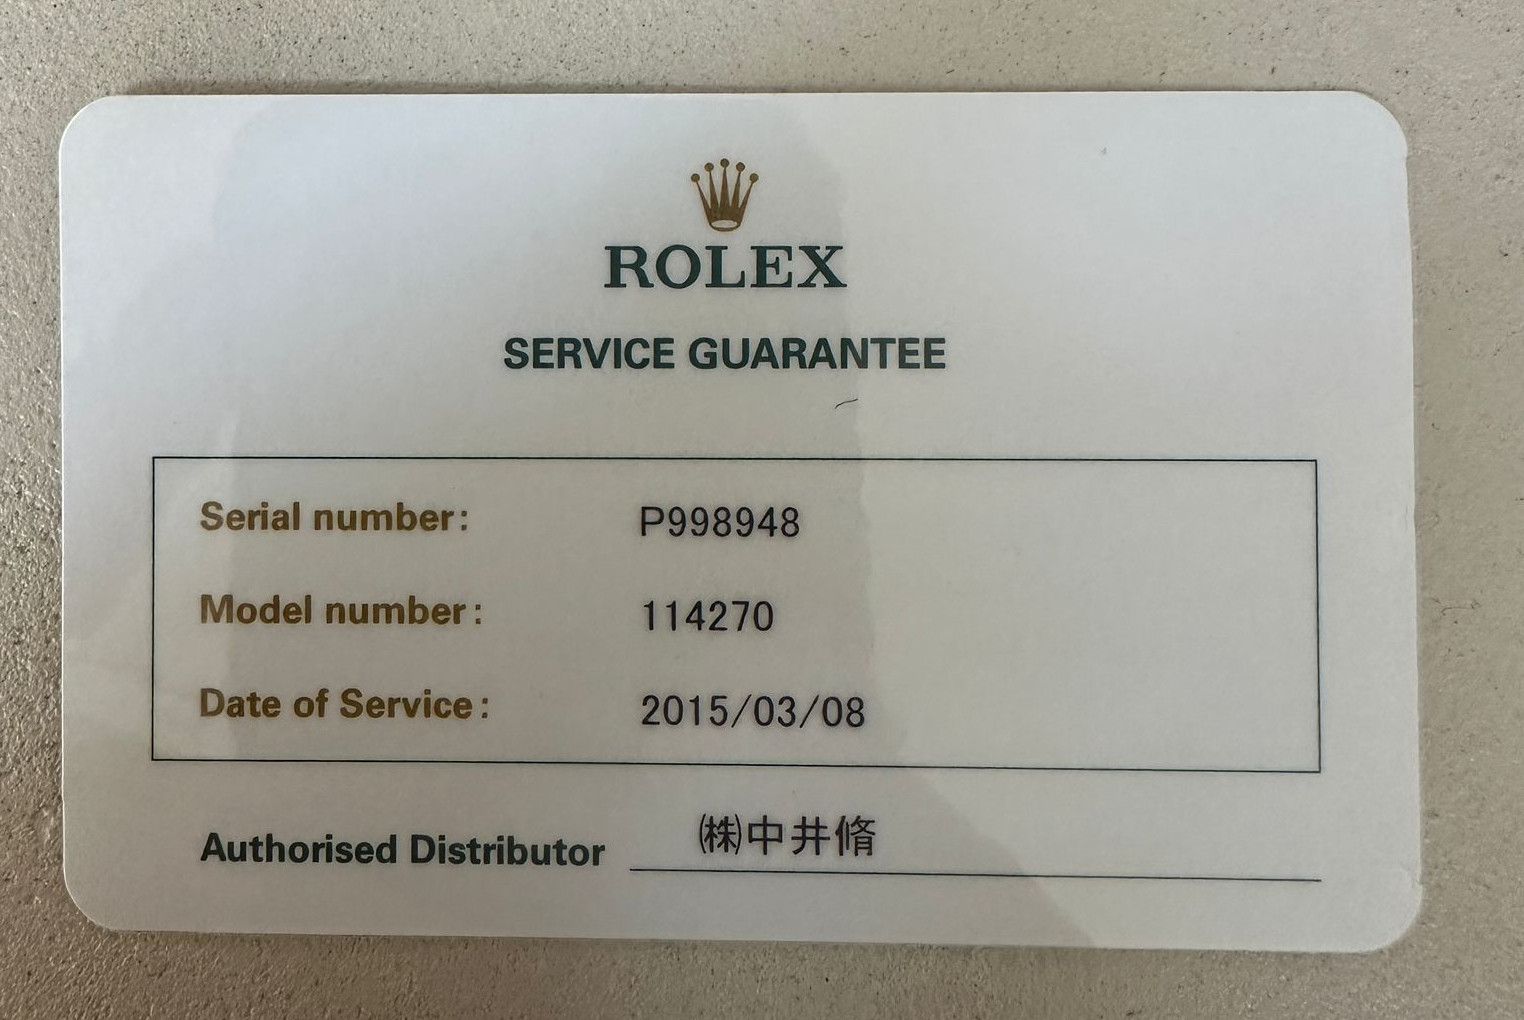 ROLEX
SERVICE GUARANTEE
Serial number: P998948
Model number: 114270
Date of Service: 2015/03/08
Authorised Distributor ㈱中井脩